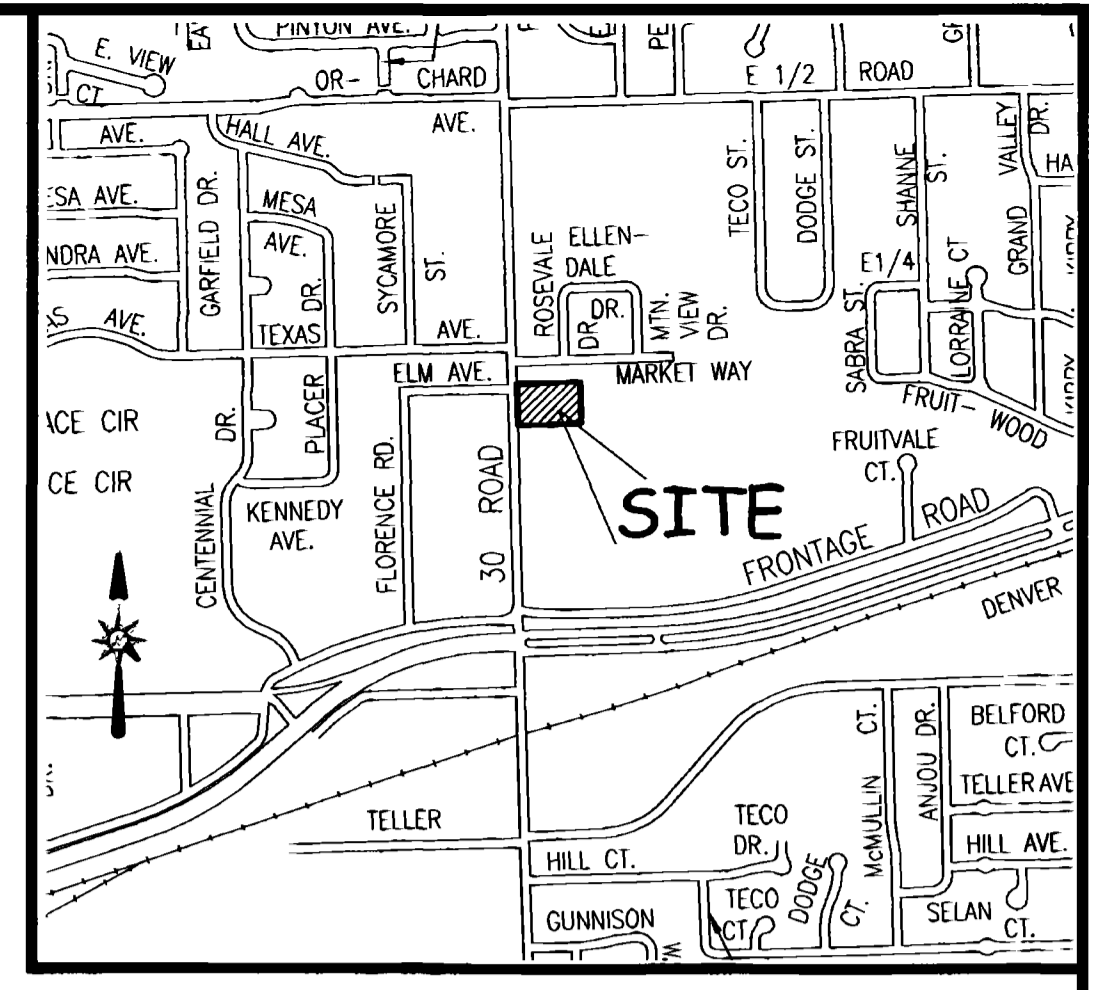 PINYON AVE.
E. VIEW
CT
OR-
CHARD
AVE.
E 1/2
ROAD
AVE.
HALL AVE.
GARFIELD DR.
MESA
AVE.
SYCAMORE
ST.
TECO ST.
DODGE ST.
SHANNE
ST.
VALLEY
DR.
GRAND
NDRA AVE.
ROSEVALE
ELLEN-
DALE
DR.
DR
MTN.
VIEW
DR.
E1/4
SABRA ST.
LORRAINE CT
AVE.
TEXAS
DR.
AVE.
ELM AVE.
MARKET WAY
PLACER
DR.
ACE CIR
CE CIR
FRUIT-
WOOD
FRUITVALE
CT.
SITE
KENNEDY
AVE.
CENTENNIAL
FLORENCE RD.
30 ROAD
FRONTAGE ROAD
DENVER
TELLER
HILL CT.
TECO
DR.
DODGE
CT.
TECO
CT
GUNNISON
McMULLIN CT.
ANJOU DR.
BELFORD
CT.
TELLER AVE
HILL AVE.
SELAN
CT.